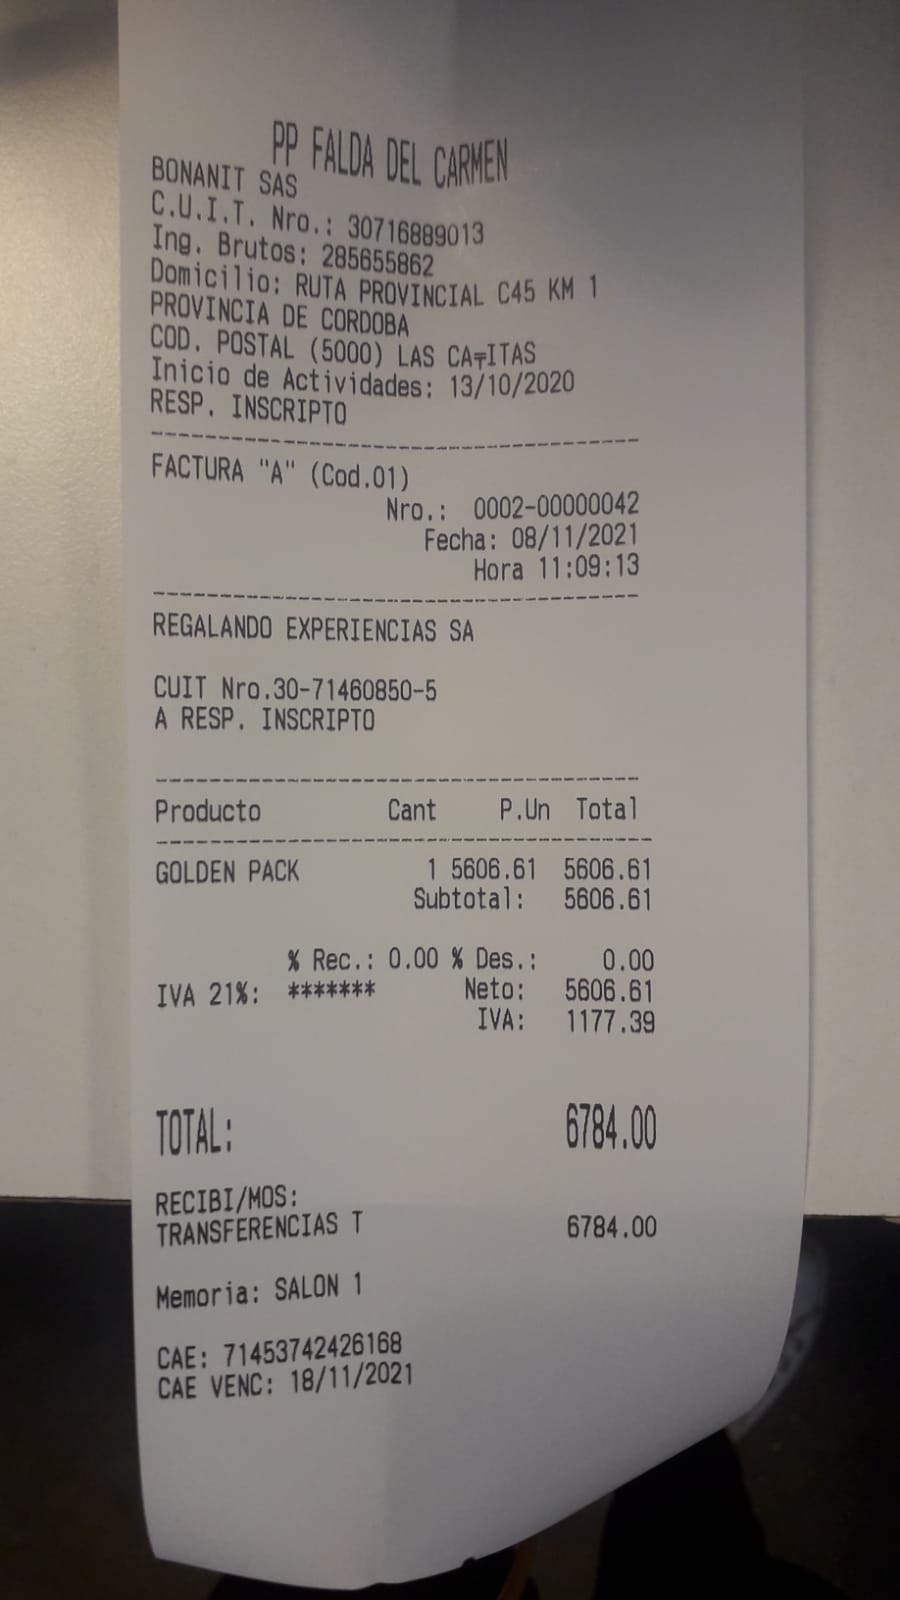 PP FALDA DEL CARMEN
BONANIT SAS
C.U.I.T. Nro.: 30716889013
Ing. Brutos: 285655862
Domicilio: RUTA PROVINCIAL C45 KM 1
PROVINCIA DE CORDOBA
COD. POSTAL (5000) LAS CA╤ITAS
Inicio de Actividades: 13/10/2020
RESP. INSCRIPTO
FACTURA "A" (Cod.01)
Nro.: 0002-00000042
Fecha: 08/11/2021
Hora 11:09:13
REGALANDO EXPERIENCIAS SA
CUIT Nro.30-71460850-5
A RESP. INSCRIPTO
Producto Cant P.Un Total
GOLDEN PACK 1 5606.61 5606.61
Subtotal: 5606.61
% Rec.: 0.00 % Des.: 0.00
IVA 21%: ******* Neto: 5606.61
IVA: 1177.39
TOTAL: 6784.00
RECIBI/MOS:
TRANSFERENCIAS T 6784.00
Memoria: SALON 1
CAE: 71453742426168
CAE VENC: 18/11/2021